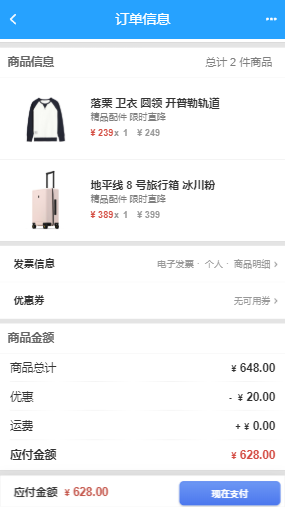 订单信息
商品信息 总计 2 件商品
落栗 卫衣 圆领 开普勒轨道
精品配件 限时直降
¥ 239x 1 ¥ 249
地平线 8 号旅行箱 冰川粉
精品配件 限时直降
¥ 389x 1 ¥ 399
发票信息 电子发票 · 个人 · 商品明细 >
优惠券 无可用券 >
商品金额
商品总计 ¥ 648.00
优惠 - ¥ 20.00
运费 + ¥ 0.00
应付金额 ¥ 628.00
应付金额 ¥ 628.00 现在支付